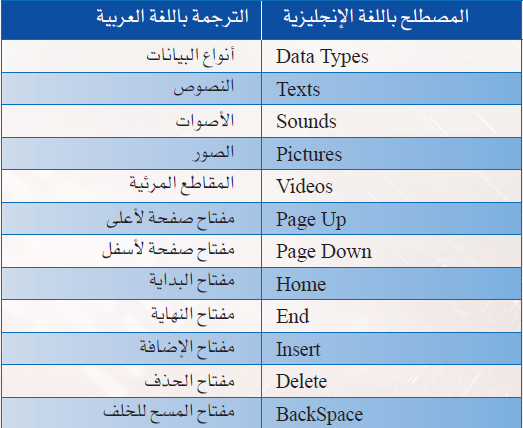 المصطلح باللغة الإنجليزية الترجمة باللغة العربية
Data Types أنواع البيانات
Texts النصوص
Sounds الأصوات
Pictures الصور
Videos المقاطع المرئية
Page Up مفتاح صفحة لأعلى
Page Down مفتاح صفحة لأسفل
Home مفتاح البداية
End مفتاح النهاية
Insert مفتاح الإضافة
Delete مفتاح الحذف
BackSpace مفتاح المسح للخلف